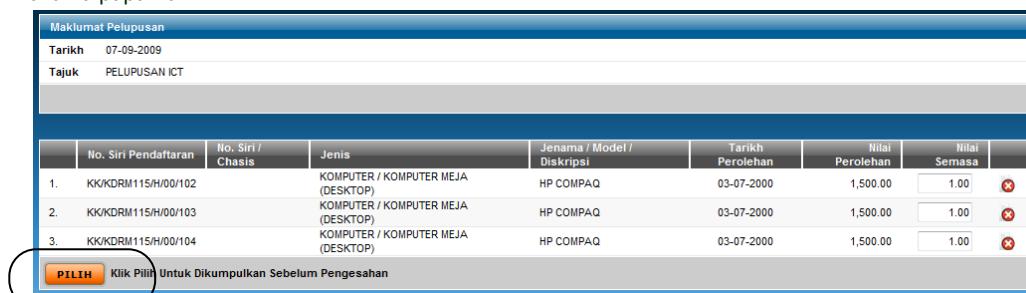 Maklumat Pelupusan
Tarikh 07-09-2009
Tajuk PELUPUSAN ICT
No. Siri Pendaftaran No. Siri / Chasis Jenis Jenama / Model / Diskripsi Tarikh Perolehan Nilai Perolehan Nilai Semasa
1. KK/KDRM115/H/00/102 KOMPUTER / KOMPUTER MEJA (DESKTOP) HP COMPAQ 03-07-2000 1,500.00 1.00
2. KK/KDRM115/H/00/103 KOMPUTER / KOMPUTER MEJA (DESKTOP) HP COMPAQ 03-07-2000 1,500.00 1.00
3. KK/KDRM115/H/00/104 KOMPUTER / KOMPUTER MEJA (DESKTOP) HP COMPAQ 03-07-2000 1,500.00 1.00
PILIH Klik Pilih Untuk Dikumpulkan Sebelum Pengesahan